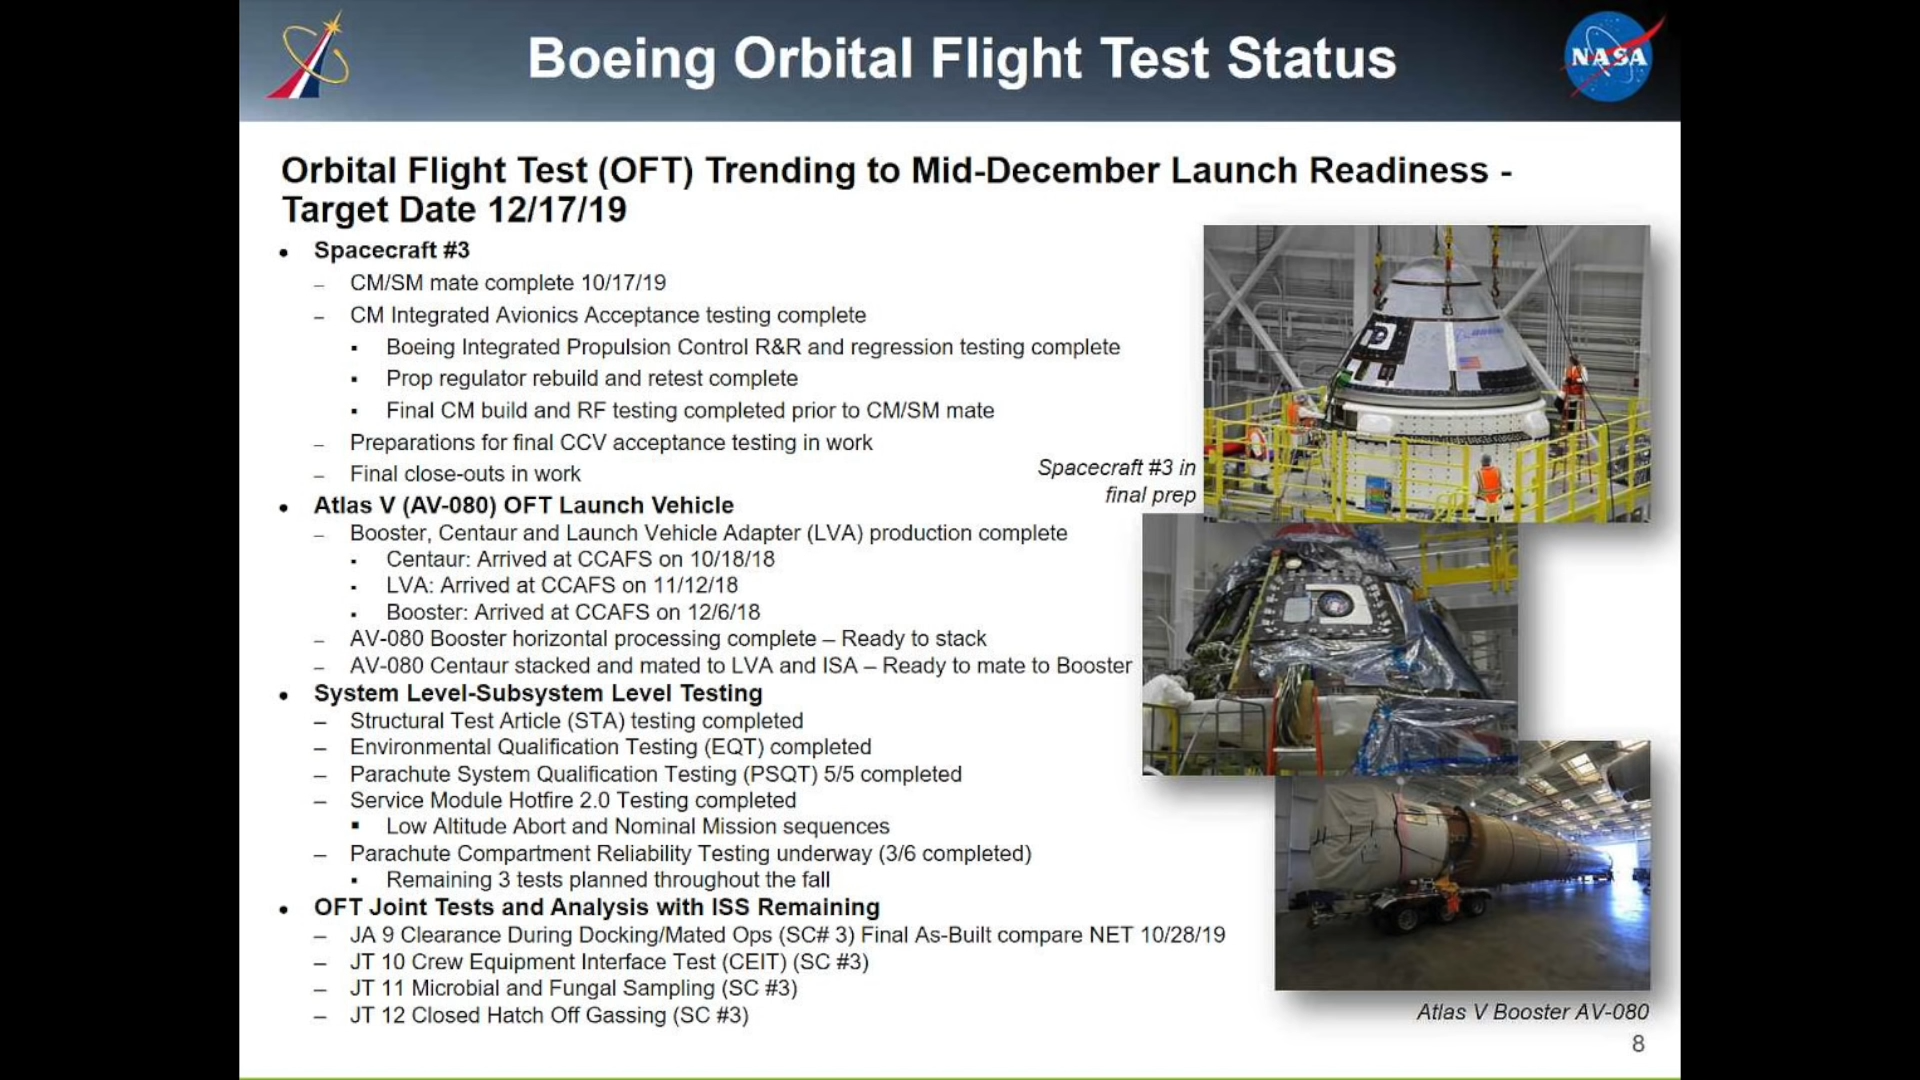 Boeing Orbital Flight Test Status
NASA
Orbital Flight Test (OFT) Trending to Mid-December Launch Readiness -
Target Date 12/17/19
• Spacecraft #3
– CM/SM mate complete 10/17/19
– CM Integrated Avionics Acceptance testing complete
▪ Boeing Integrated Propulsion Control R&R and regression testing complete
▪ Prop regulator rebuild and retest complete
▪ Final CM build and RF testing completed prior to CM/SM mate
– Preparations for final CCV acceptance testing in work
– Final close-outs in work
Spacecraft #3 in
final prep
• Atlas V (AV-080) OFT Launch Vehicle
– Booster, Centaur and Launch Vehicle Adapter (LVA) production complete
▪ Centaur: Arrived at CCAFS on 10/18/18
▪ LVA: Arrived at CCAFS on 11/12/18
▪ Booster: Arrived at CCAFS on 12/6/18
– AV-080 Booster horizontal processing complete – Ready to stack
– AV-080 Centaur stacked and mated to LVA and ISA – Ready to mate to Booster
• System Level-Subsystem Level Testing
– Structural Test Article (STA) testing completed
– Environmental Qualification Testing (EQT) completed
– Parachute System Qualification Testing (PSQT) 5/5 completed
– Service Module Hotfire 2.0 Testing completed
▪ Low Altitude Abort and Nominal Mission sequences
– Parachute Compartment Reliability Testing underway (3/6 completed)
▪ Remaining 3 tests planned throughout the fall
• OFT Joint Tests and Analysis with ISS Remaining
– JA 9 Clearance During Docking/Mated Ops (SC# 3) Final As-Built compare NET 10/28/19
– JT 10 Crew Equipment Interface Test (CEIT) (SC #3)
– JT 11 Microbial and Fungal Sampling (SC #3)
– JT 12 Closed Hatch Off Gassing (SC #3)
Atlas V Booster AV-080
8